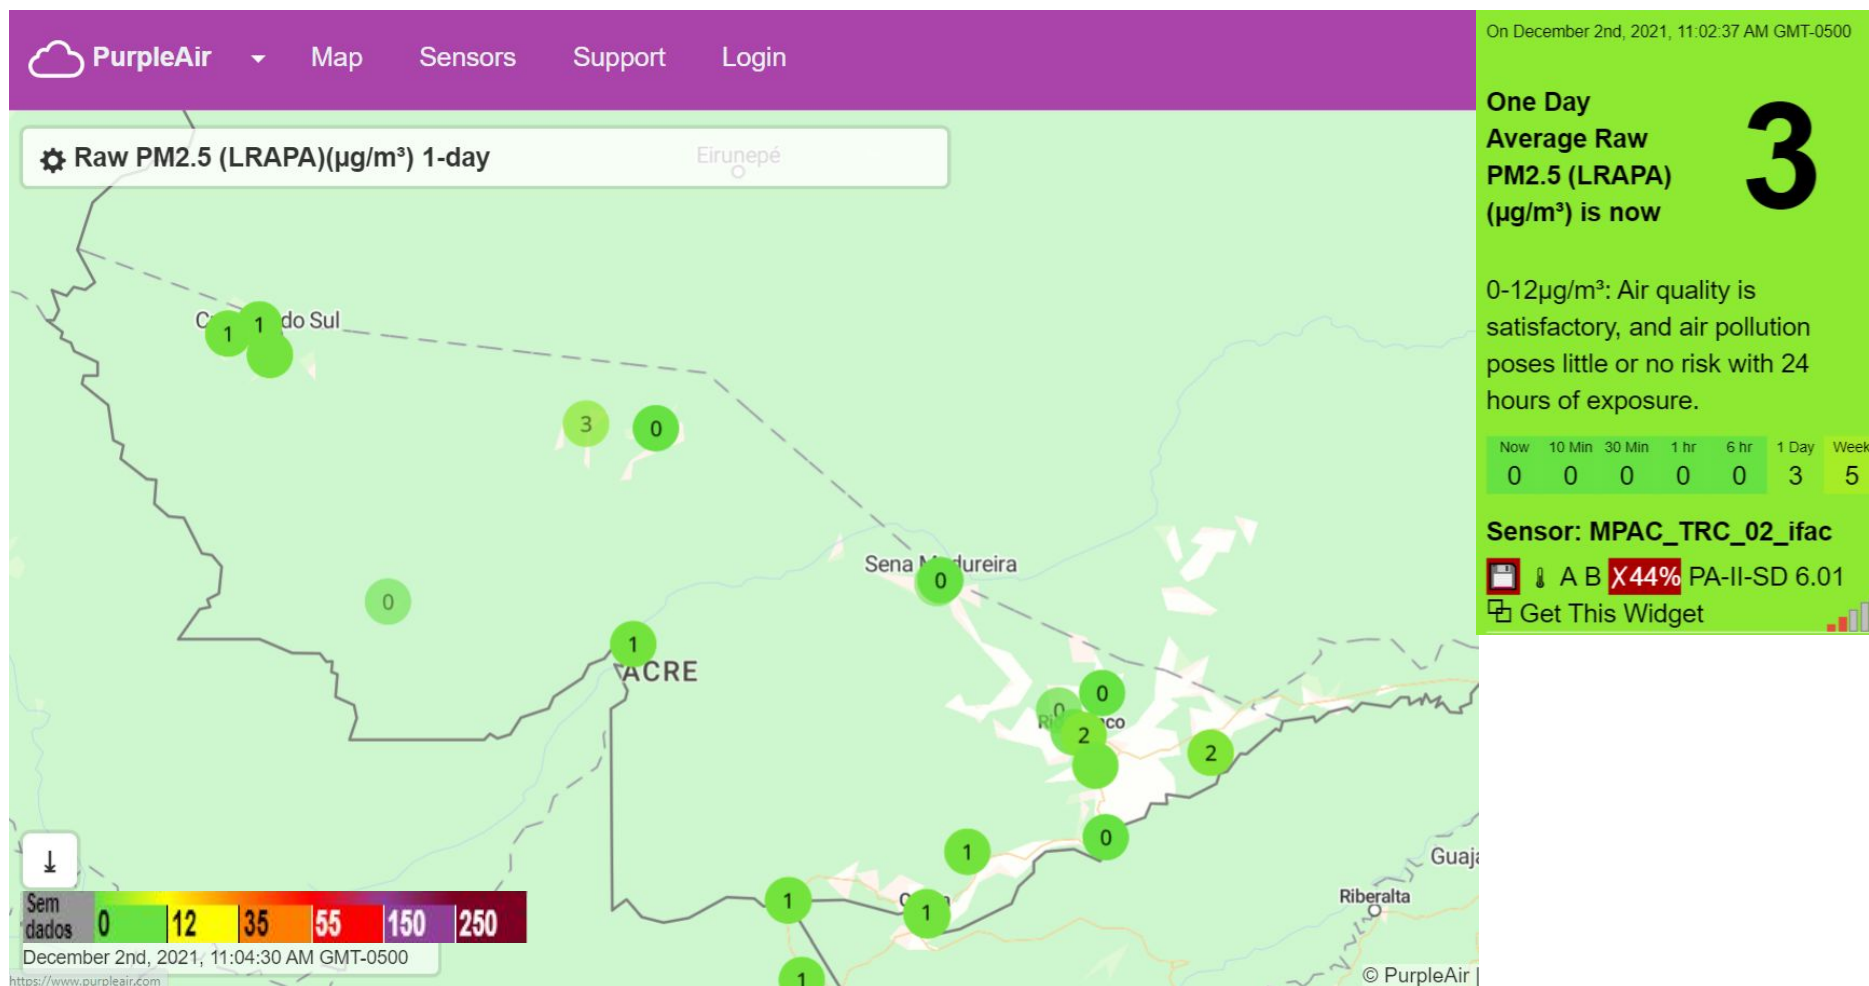 PurpleAir Map Sensors Support Login
Raw PM2.5 (LRAPA)(µg/m³) 1-day
Eirunepé
do Sul
1
1
3
0
Sena Madureira
0
0
1
ACRE
0
0
co
2
2
0
1
Guaja
Riberalta
1
1
1
Sem dados 0 12 35 55 150 250
December 2nd, 2021, 11:04:30 AM GMT-0500
https://www.purpleair.com
© PurpleAir |
On December 2nd, 2021, 11:02:37 AM GMT-0500
One Day
Average Raw
PM2.5 (LRAPA)
(µg/m³) is now
3
0-12µg/m³: Air quality is
satisfactory, and air pollution
poses little or no risk with 24
hours of exposure.
Now 10 Min 30 Min 1 hr 6 hr 1 Day Week
0 0 0 0 0 3 5
Sensor: MPAC_TRC_02_ifac
A B X44% PA-II-SD 6.01
Get This Widget